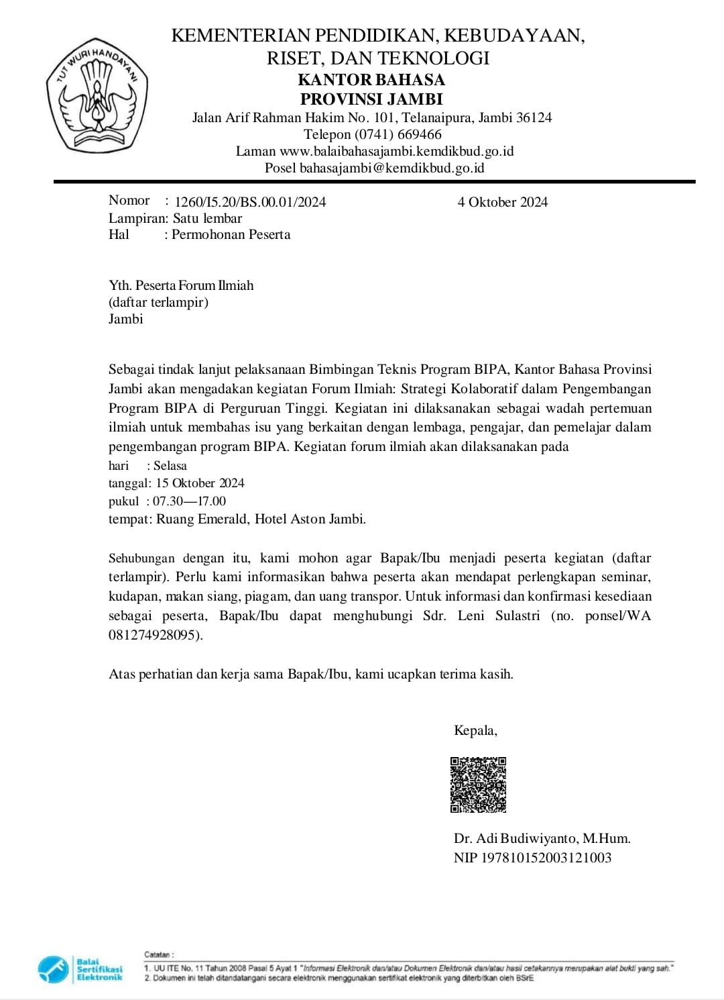 TUT WURI HANDAYANI
KEMENTERIAN PENDIDIKAN, KEBUDAYAAN,
RISET, DAN TEKNOLOGI
KANTOR BAHASA
PROVINSI JAMBI
Jalan Arif Rahman Hakim No. 101, Telanaipura, Jambi 36124
Telepon (0741) 669466
Laman www.balaibahasajambi.kemdikbud.go.id
Posel bahasajambi@kemdikbud.go.id
Nomor : 1260/I5.20/BS.00.01/2024 4 Oktober 2024
Lampiran: Satu lembar
Hal : Permohonan Peserta
Yth. Peserta Forum Ilmiah
(daftar terlampir)
Jambi
Sebagai tindak lanjut pelaksanaan Bimbingan Teknis Program BIPA, Kantor Bahasa Provinsi
Jambi akan mengadakan kegiatan Forum Ilmiah: Strategi Kolaboratif dalam Pengembangan
Program BIPA di Perguruan Tinggi. Kegiatan ini dilaksanakan sebagai wadah pertemuan
ilmiah untuk membahas isu yang berkaitan dengan lembaga, pengajar, dan pemelajar dalam
pengembangan program BIPA. Kegiatan forum ilmiah akan dilaksanakan pada
hari : Selasa
tanggal: 15 Oktober 2024
pukul : 07.30—17.00
tempat: Ruang Emerald, Hotel Aston Jambi.
Sehubungan dengan itu, kami mohon agar Bapak/Ibu menjadi peserta kegiatan (daftar
terlampir). Perlu kami informasikan bahwa peserta akan mendapat perlengkapan seminar,
kudapan, makan siang, piagam, dan uang transpor. Untuk informasi dan konfirmasi kesediaan
sebagai peserta, Bapak/Ibu dapat menghubungi Sdr. Leni Sulastri (no. ponsel/WA
081274928095).
Atas perhatian dan kerja sama Bapak/Ibu, kami ucapkan terima kasih.
Kepala,
Dr. Adi Budiwiyanto, M.Hum.
NIP 197810152003121003
Balai
Sertifikasi
Elektronik
Catatan :
1. UU ITE No. 11 Tahun 2008 Pasal 5 Ayat 1 "Informasi Elektronik dan/atau Dokumen Elektronik dan/atau hasil cetakannya merupakan alat bukti yang sah."
2. Dokumen ini telah ditandatangani secara elektronik menggunakan sertifikat elektronik yang diterbitkan oleh BSrE